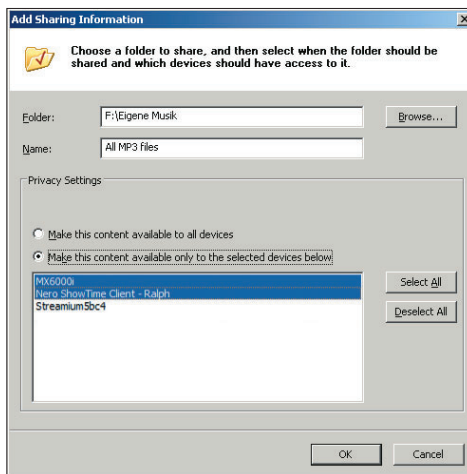 Add Sharing Information
Choose a folder to share, and then select when the folder should be
shared and which devices should have access to it.
Folder:
F:\Eigene Musik
Browse...
Name:
All MP3 files
Privacy Settings
Make this content available to all devices
Make this content available only to the selected devices below
MX6000i
Nero ShowTime Client - Ralph
Streamium5bc4
Select All
Deselect All
OK
Cancel